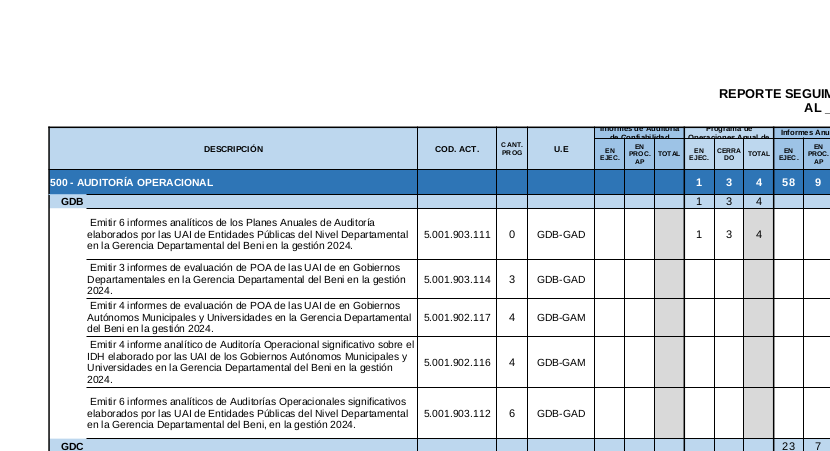 REPORTE SEGUIM
AL _
DESCRIPCIÓN COD. ACT. CANT. PROG U.E Informes de Auditoría de Confiabilidad Programa de Operaciones Anual de Informes Anu
EN EJEC. EN PROC. AP TOTAL EN EJEC. CERRA DO TOTAL EN EJEC. EN PROC. AP
500 - AUDITORÍA OPERACIONAL 1 3 4 58 9
GDB 1 3 4
Emitir 6 informes analíticos de los Planes Anuales de Auditoría
elaborados por las UAI de Entidades Públicas del Nivel Departamental
en la Gerencia Departamental del Beni en la gestión 2024.
5.001.903.111 0 GDB-GAD 1 3 4
Emitir 3 informes de evaluación de POA de las UAI de en Gobiernos
Departamentales en la Gerencia Departamental del Beni en la gestión
2024.
5.001.903.114 3 GDB-GAD
Emitir 4 informes de evaluación de POA de las UAI de en Gobiernos
Autónomos Municipales y Universidades en la Gerencia Departamental
del Beni en la gestión 2024.
5.001.902.117 4 GDB-GAM
Emitir 4 informe analítico de Auditoría Operacional significativo sobre el
IDH elaborado por las UAI de los Gobiernos Autónomos Municipales y
Universidades en la Gerencia Departamental del Beni en la gestión
2024.
5.001.902.116 4 GDB-GAM
Emitir 6 informes analítico de Auditorías Operacionales significativos
elaborados por las UAI de Entidades Públicas del Nivel Departamental
en la Gerencia Departamental del Beni, en la gestión 2024.
5.001.903.112 6 GDB-GAD
GDC 23 7